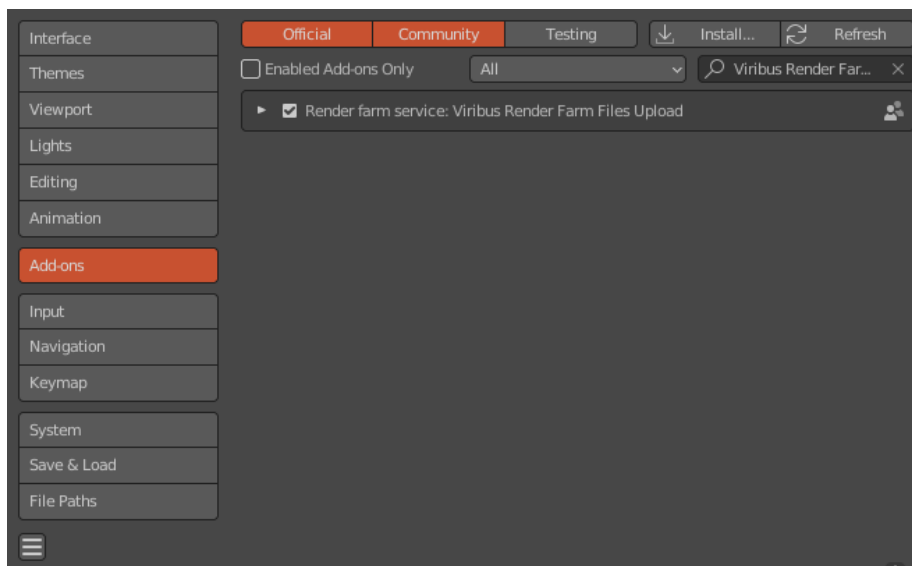 Interface
Themes
Viewport
Lights
Editing
Animation
Add-ons
Input
Navigation
Keymap
System
Save & Load
File Paths
Official Community Testing Install... Refresh
Enabled Add-ons Only All Viribus Render Far...
Render farm service: Viribus Render Farm Files Upload